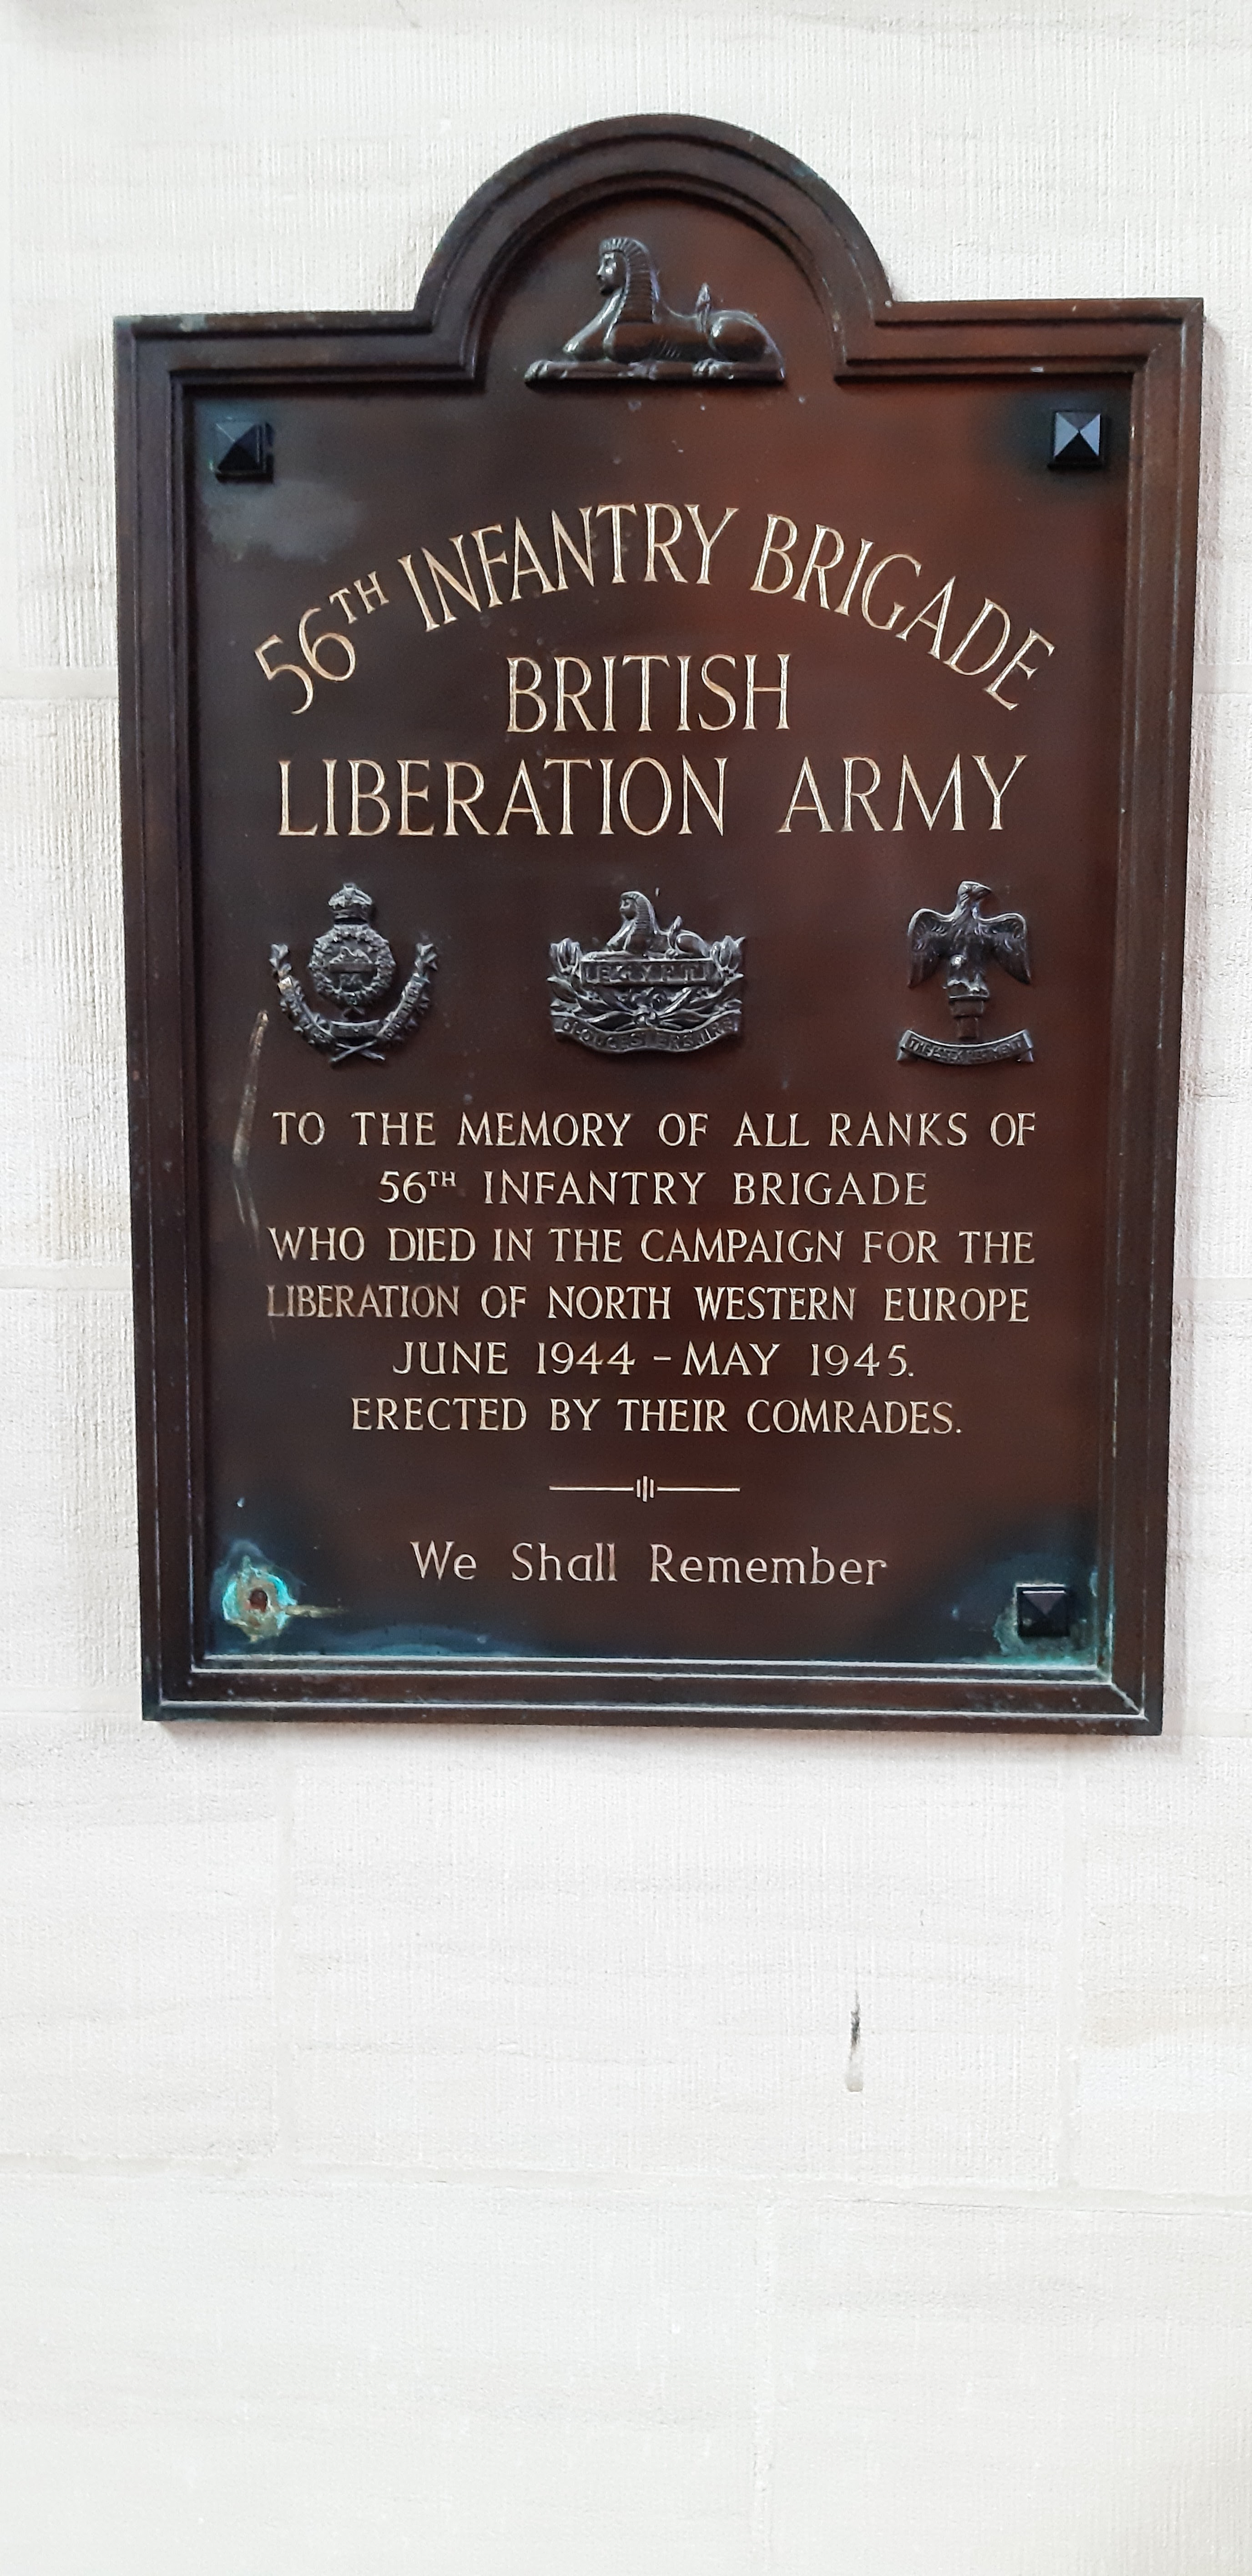 56TH INFANTRY BRIGADE
BRITISH
LIBERATION ARMY
EGYPT
GLOUCESTERSHIRE
THE ESSEX REGIMENT
TO THE MEMORY OF ALL RANKS OF
56TH INFANTRY BRIGADE
WHO DIED IN THE CAMPAIGN FOR THE
LIBERATION OF NORTH WESTERN EUROPE
JUNE 1944 – MAY 1945.
ERECTED BY THEIR COMRADES.
We Shall Remember